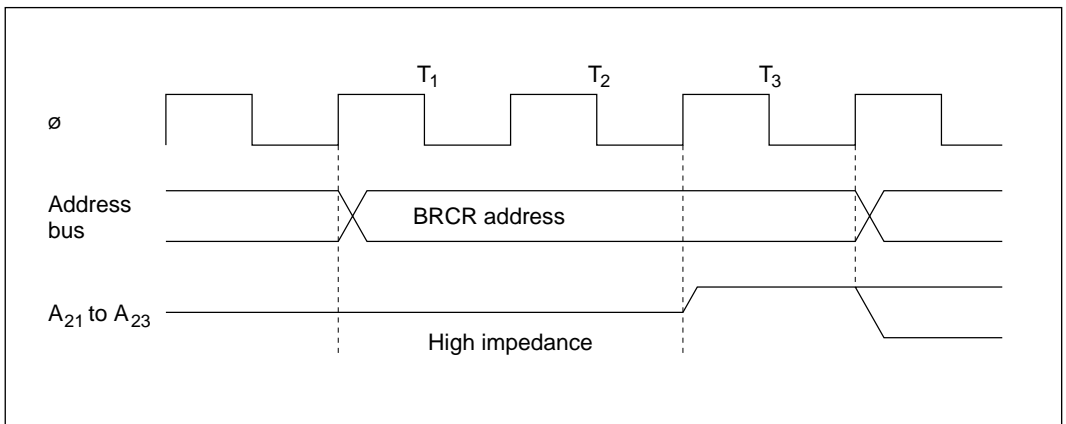 T1 T2 T3
ø
Address
bus
BRCR address
A21 to A23
High impedance